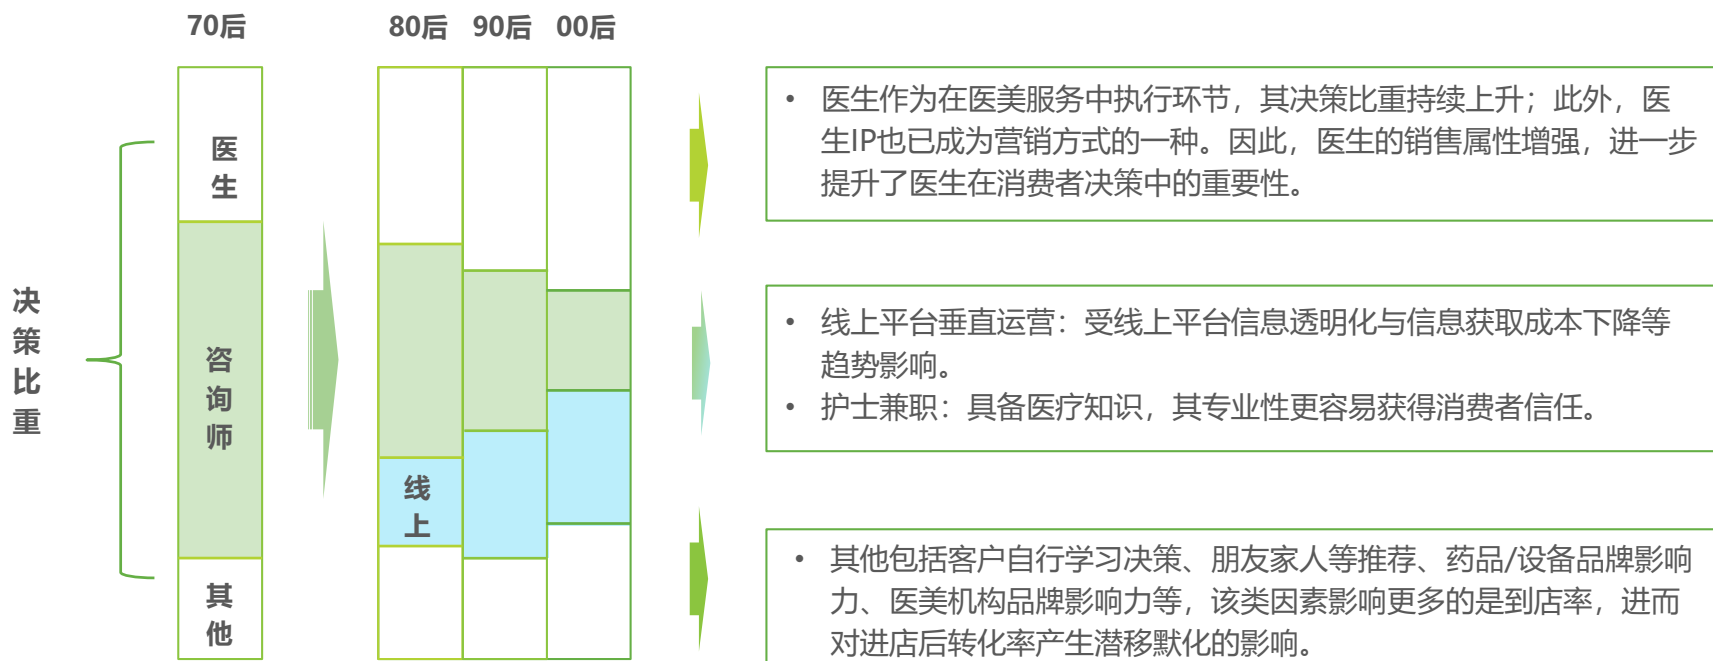 70后
80后 90后 00后
决策比重
医生
咨询师
其他
线上
• 医生作为在医美服务中执行环节，其决策比重持续上升；此外，医
生IP也已成为营销方式的一种。因此，医生的销售属性增强，进一步
提升了医生在消费者决策中的重要性。
• 线上平台垂直运营：受线上平台信息透明化与信息获取成本下降等
趋势影响。
• 护士兼职：具备医疗知识，其专业性更容易获得消费者信任。
• 其他包括客户自行学习决策、朋友家人等推荐、药品/设备品牌影响
力、医美机构品牌影响力等，该类因素影响更多的是到店率，进而
对进店后转化率产生潜移默化的影响。